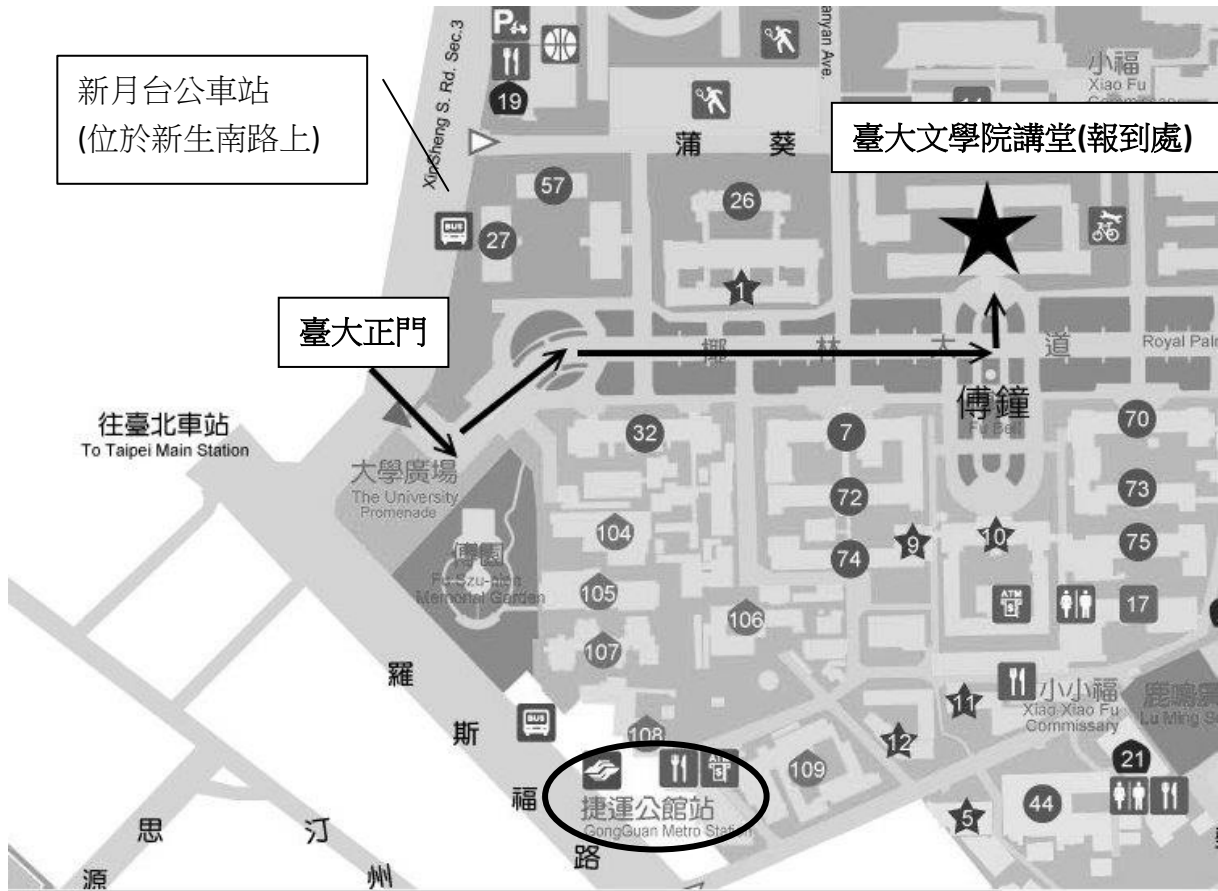 新月台公車站
(位於新生南路上)
XinSheng S. Rd. Sec.3
P
19
小福
Xiao Fu
臺大文學院講堂(報到處)
蒲 葵
57
26
BUS
27
1
臺大正門
椰 林 大 道
Royal Palm
傅鐘
Fu Bell
往臺北車站
To Taipei Main Station
32
7
70
大學廣場
The University
Promenade
72
73
104
9
10
75
74
傅園
Fu Szu-nien
Memorial Garden
105
ATM
$
17
106
107
羅
斯
福
路
BUS
11
小小福
Xiao Xiao Fu
Commissary
鹿鳴廣
Lu Ming
12
108
109
21
捷運公館站
GongGuan Metro Station
44
5
思 汀
源 州